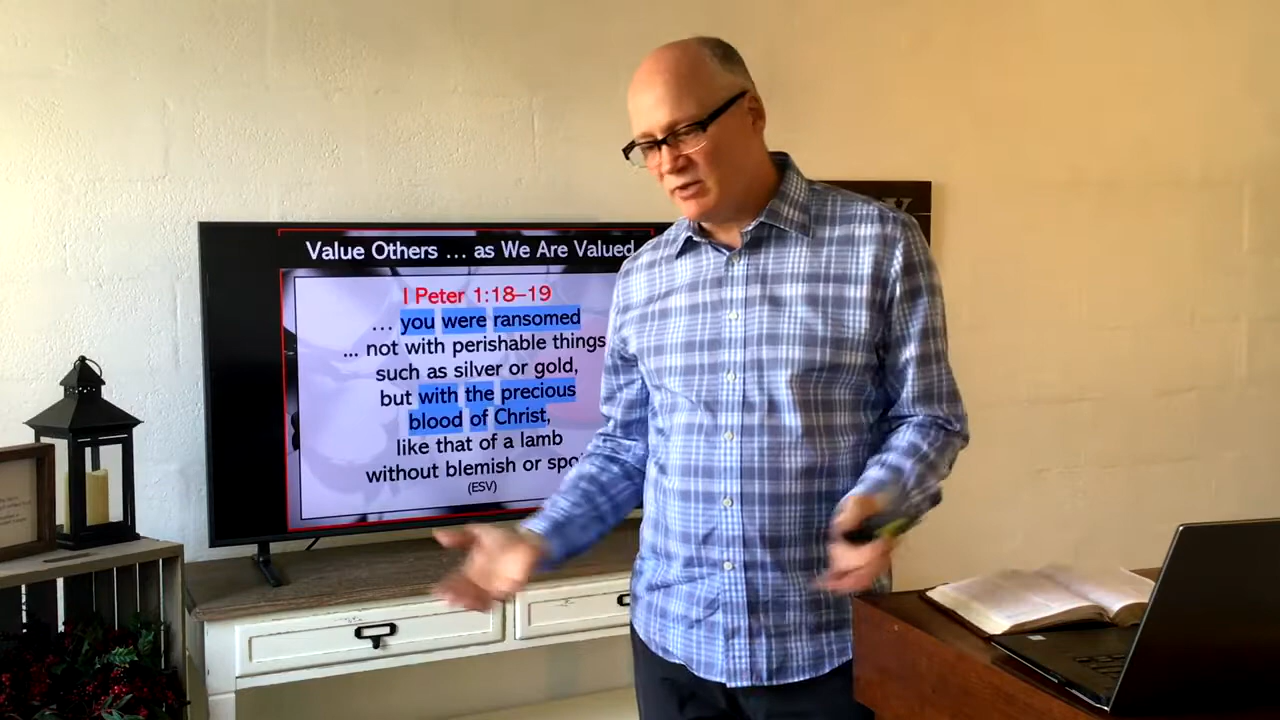 Value Others ... as We Are Valued
I Peter 1:18–19
... you were ransomed
... not with perishable things
such as silver or gold,
but with the precious
blood of Christ,
like that of a lamb
without blemish or spot
(ESV)